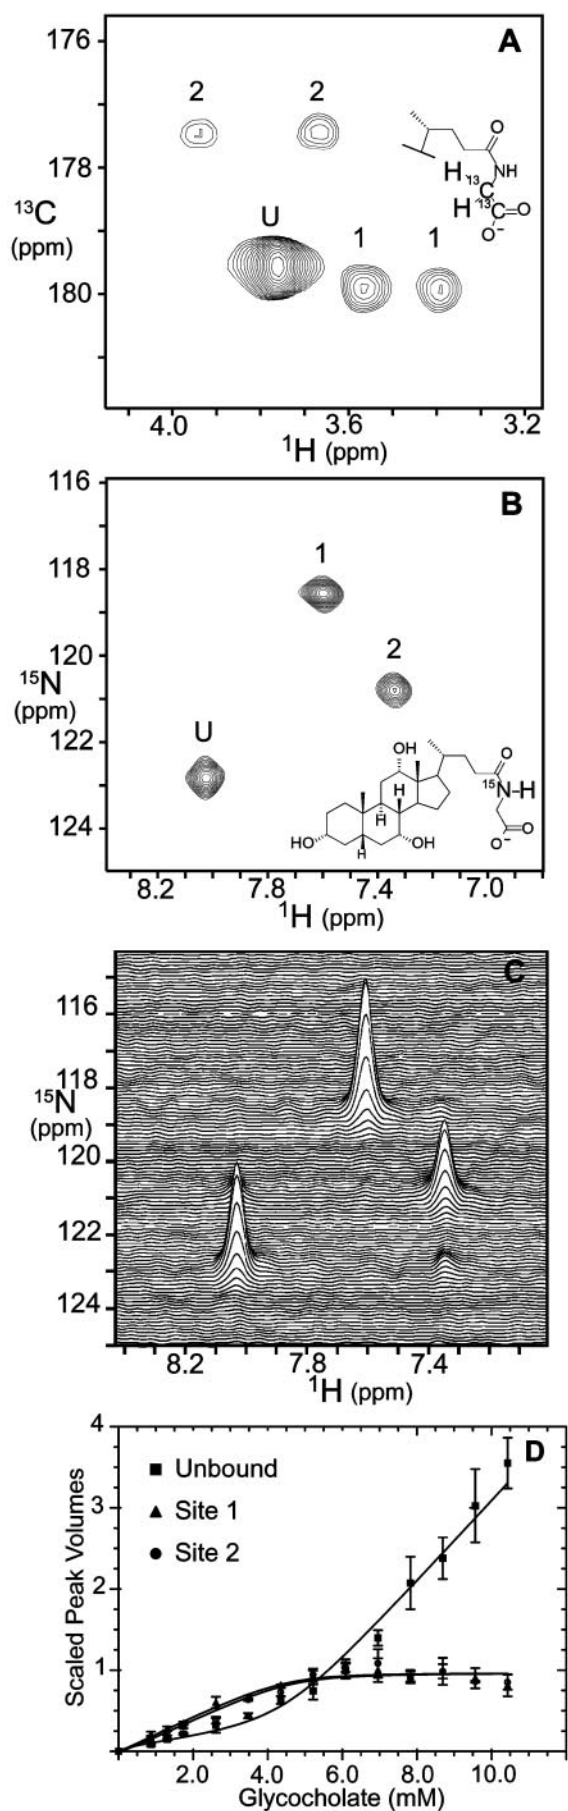 A
176
2 2
O
178
NH
H 13
C
¹³C
U
H 13
C O
(ppm)
1 1
O⁻
180
4.0 3.6 3.2
¹H (ppm)
116
B
1
118
2
120
¹⁵N
(ppm)
U
122
OH
O
15
N H
H
H H
124
HO OH
O
O⁻
H
8.2 7.8 7.4 7.0
¹H (ppm)
C
116
118
¹⁵N
(ppm)
120
122
124
8.2 7.8 7.4
¹H (ppm)
4
D
Unbound
3
Site 1
Site 2
2
1
Scaled Peak Volumes
2.0 4.0 6.0 8.0 10.0
Glycocholate (mM)